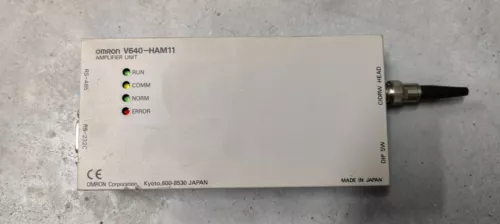 OMRON V640-HAM11
AMPLIFIER UNIT
RUN
COMM
NORM
ERROR
RS-485
RS-232C
CIDRW HEAD
DIP SW
CE
OMRON Corporation Kyoto,600-8530 JAPAN
MADE IN JAPAN